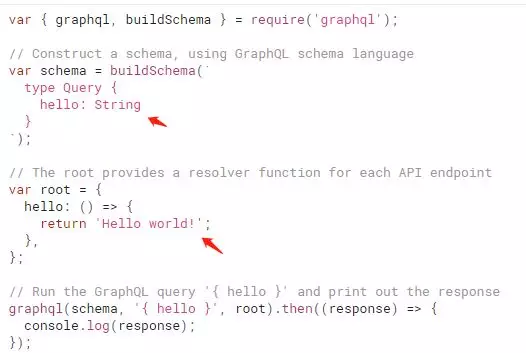 var { graphql, buildSchema } = require('graphql');
// Construct a schema, using GraphQL schema language
var schema = buildSchema(`
  type Query {
    hello: String
  }
`);
// The root provides a resolver function for each API endpoint
var root = {
  hello: () => {
    return 'Hello world!';
  },
};
// Run the GraphQL query '{ hello }' and print out the response
graphql(schema, '{ hello }', root).then((response) => {
  console.log(response);
});